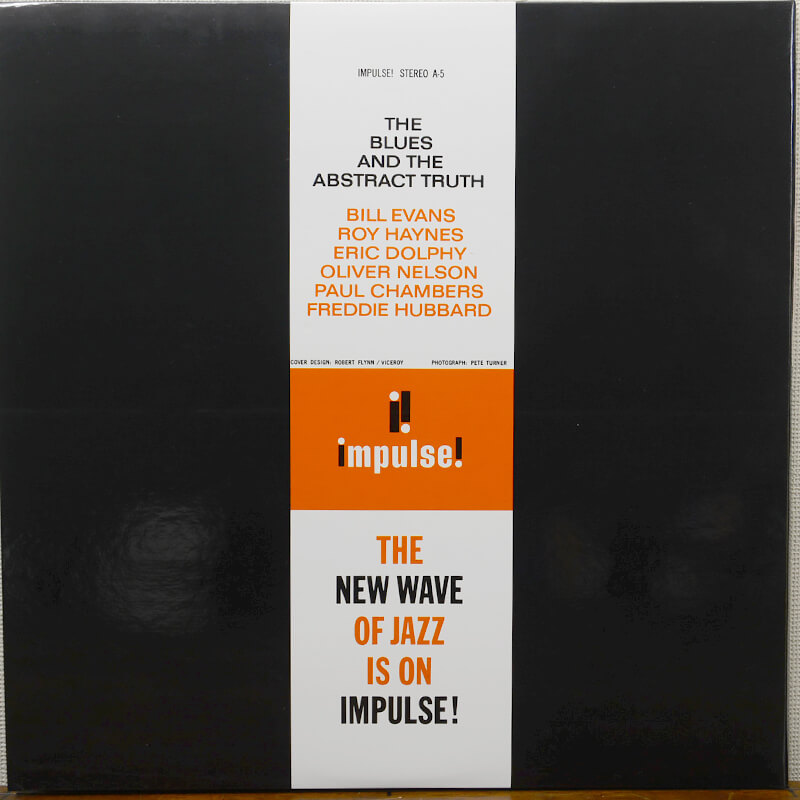 IMPULSE! STEREO A-5
THE
BLUES
AND THE
ABSTRACT TRUTH
BILL EVANS
ROY HAYNES
ERIC DOLPHY
OLIVER NELSON
PAUL CHAMBERS
FREDDIE HUBBARD
COVER DESIGN: ROBERT FLYNN / VICEROY PHOTOGRAPH: PETE TURNER
i!
impulse!
THE
NEW WAVE
OF JAZZ
IS ON
IMPULSE!